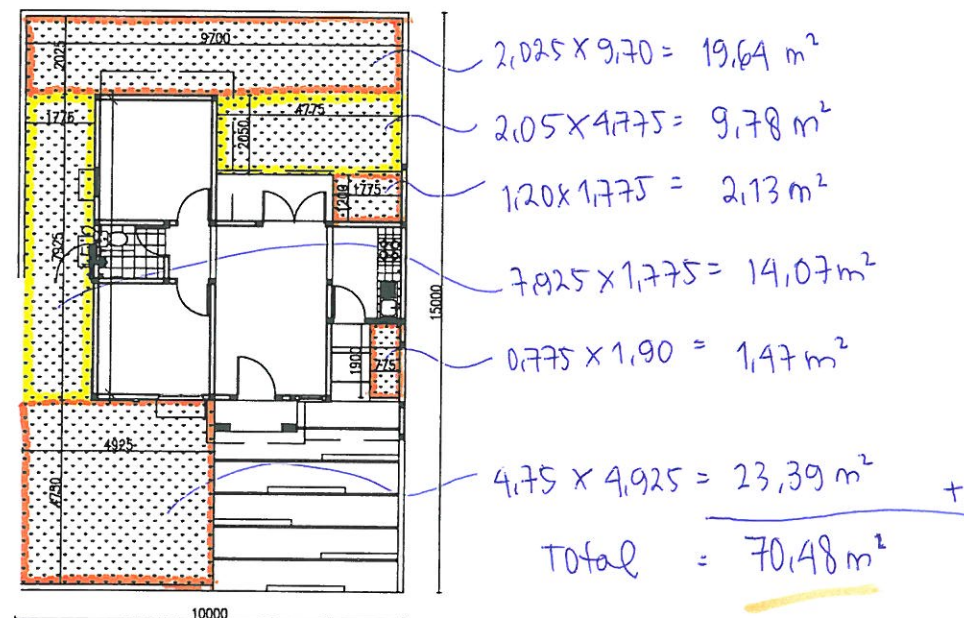 9700
2025
2,025 x 9,70 = 19,64 m²
1775
4775
2050
2,05 x 4,775 = 9,78 m²
1775
1209
1,20 x 1,775 = 2,13 m²
7925
7,925 x 1,775 = 14,07 m²
15000
1900
775
0,775 x 1,90 = 1,47 m²
4925
4750
4,75 x 4,925 = 23,39 m²
+
Total = 70,48 m²
10000